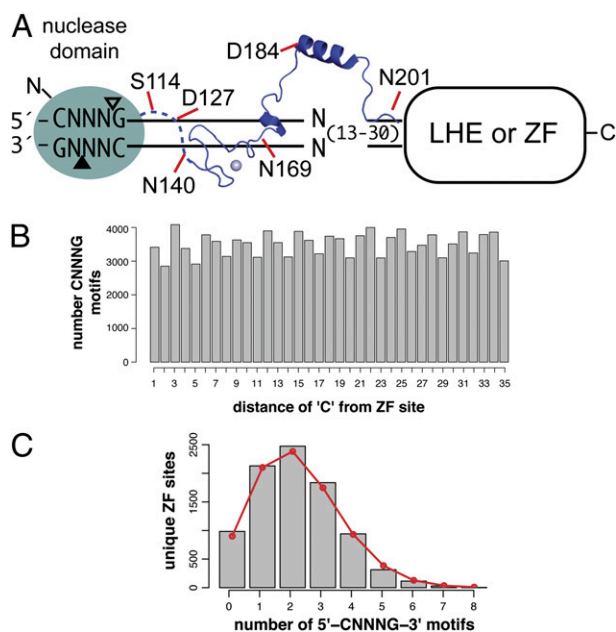 A
nuclease
domain
N
S114
D127
D184
N201
5´ CNNNG
3´ GNNNC
N
(13-30)
LHE or ZF
C
N140
N169
B
number CNNNG
motifs
4000
3000
2000
1000
0
1 3 5 7 9 11 13 15 17 19 21 23 25 27 29 31 33 35
distance of 'C' from ZF site
C
unique ZF sites
2500
1500
500
0
0 1 2 3 4 5 6 7 8
number of 5'–CNNNG–3' motifs